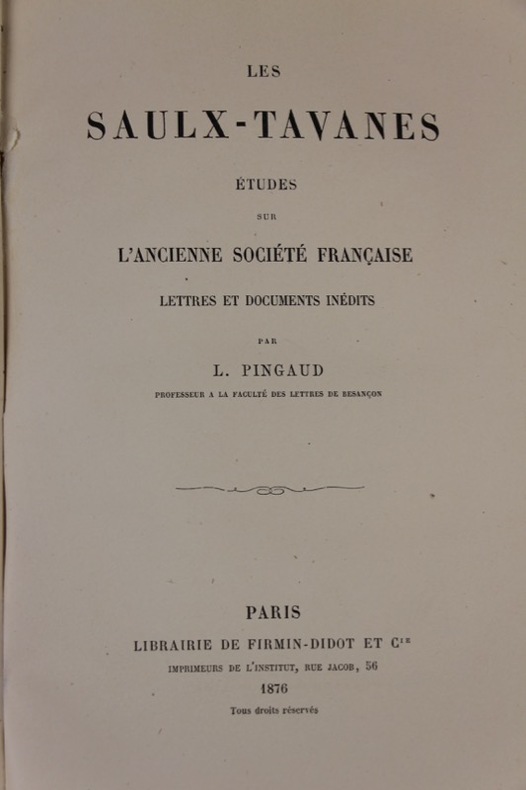 LES
SAULX-TAVANES
ÉTUDES
SUR
L'ANCIENNE SOCIÉTÉ FRANÇAISE
LETTRES ET DOCUMENTS INÉDITS
PAR
L. PINGAUD
PROFESSEUR A LA FACULTÉ DES LETTRES DE BESANÇON
PARIS
LIBRAIRIE DE FIRMIN-DIDOT ET CIE
IMPRIMEURS DE L'INSTITUT, RUE JACOB, 56
1876
Tous droits réservés